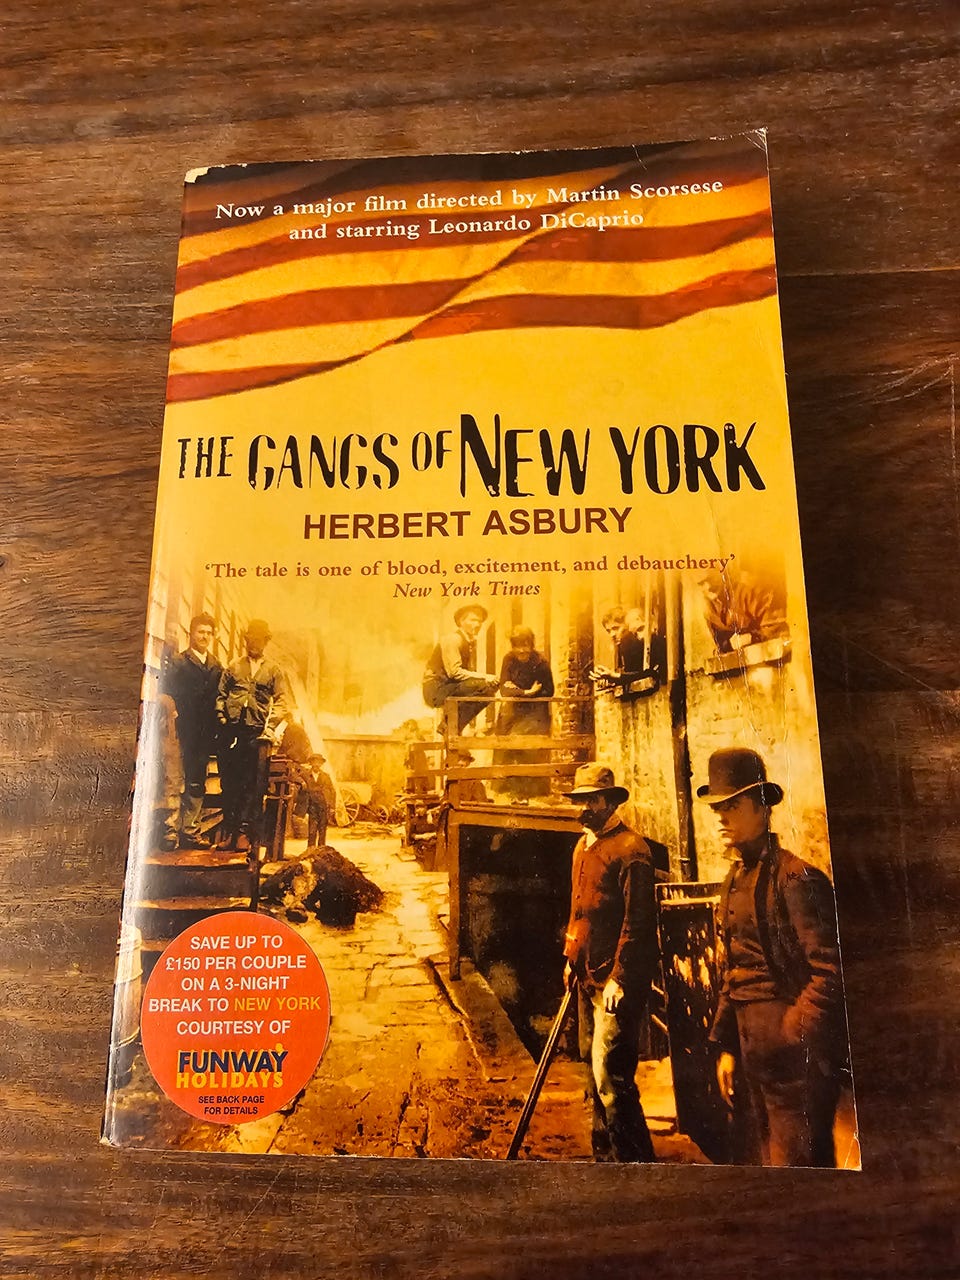 Now a major film directed by Martin Scorsese
and starring Leonardo DiCaprio
THE GANGS OF NEW YORK
HERBERT ASBURY
‘The tale is one of blood, excitement, and debauchery’
New York Times
SAVE UP TO
£150 PER COUPLE
ON A 3-NIGHT
BREAK TO NEW YORK
COURTESY OF
FUNWAY
HOLIDAYS
SEE BACK PAGE
FOR DETAILS